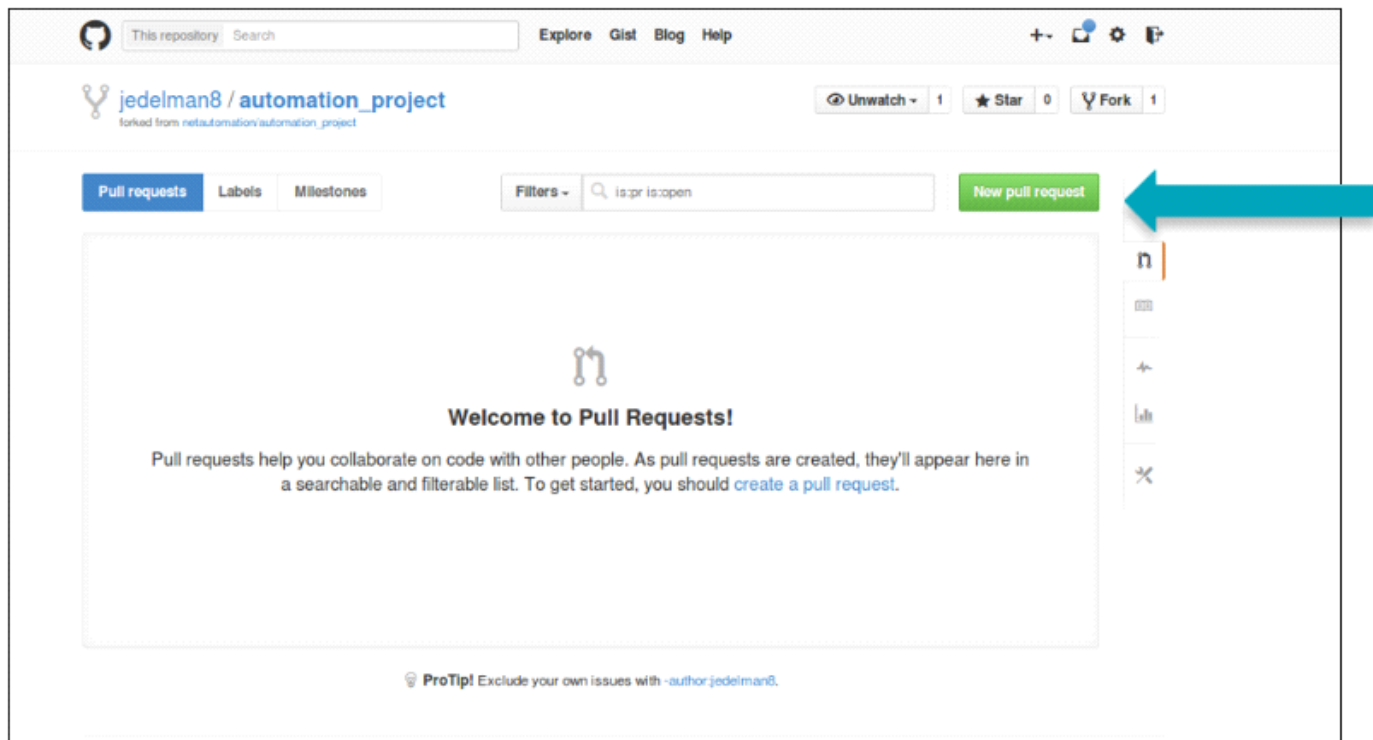 This repository Search Explore Gist Blog Help
jedelman8 / automation_project Unwatch 1 Star 0 Fork 1
forked from netautomation/automation_project
Pull requests Labels Milestones Filters is:pr is:open New pull request
Welcome to Pull Requests!
Pull requests help you collaborate on code with other people. As pull requests are created, they'll appear here in
a searchable and filterable list. To get started, you should create a pull request.
ProTip! Exclude your own issues with -author:jedelman8.